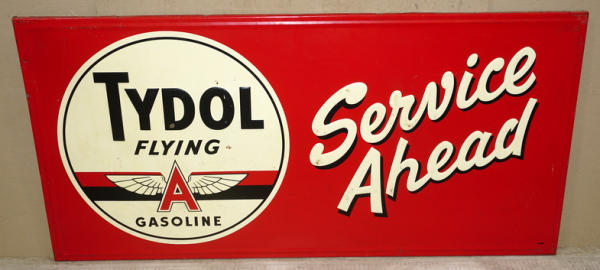 TYDOL
FLYING
A
GASOLINE
Service
Ahead